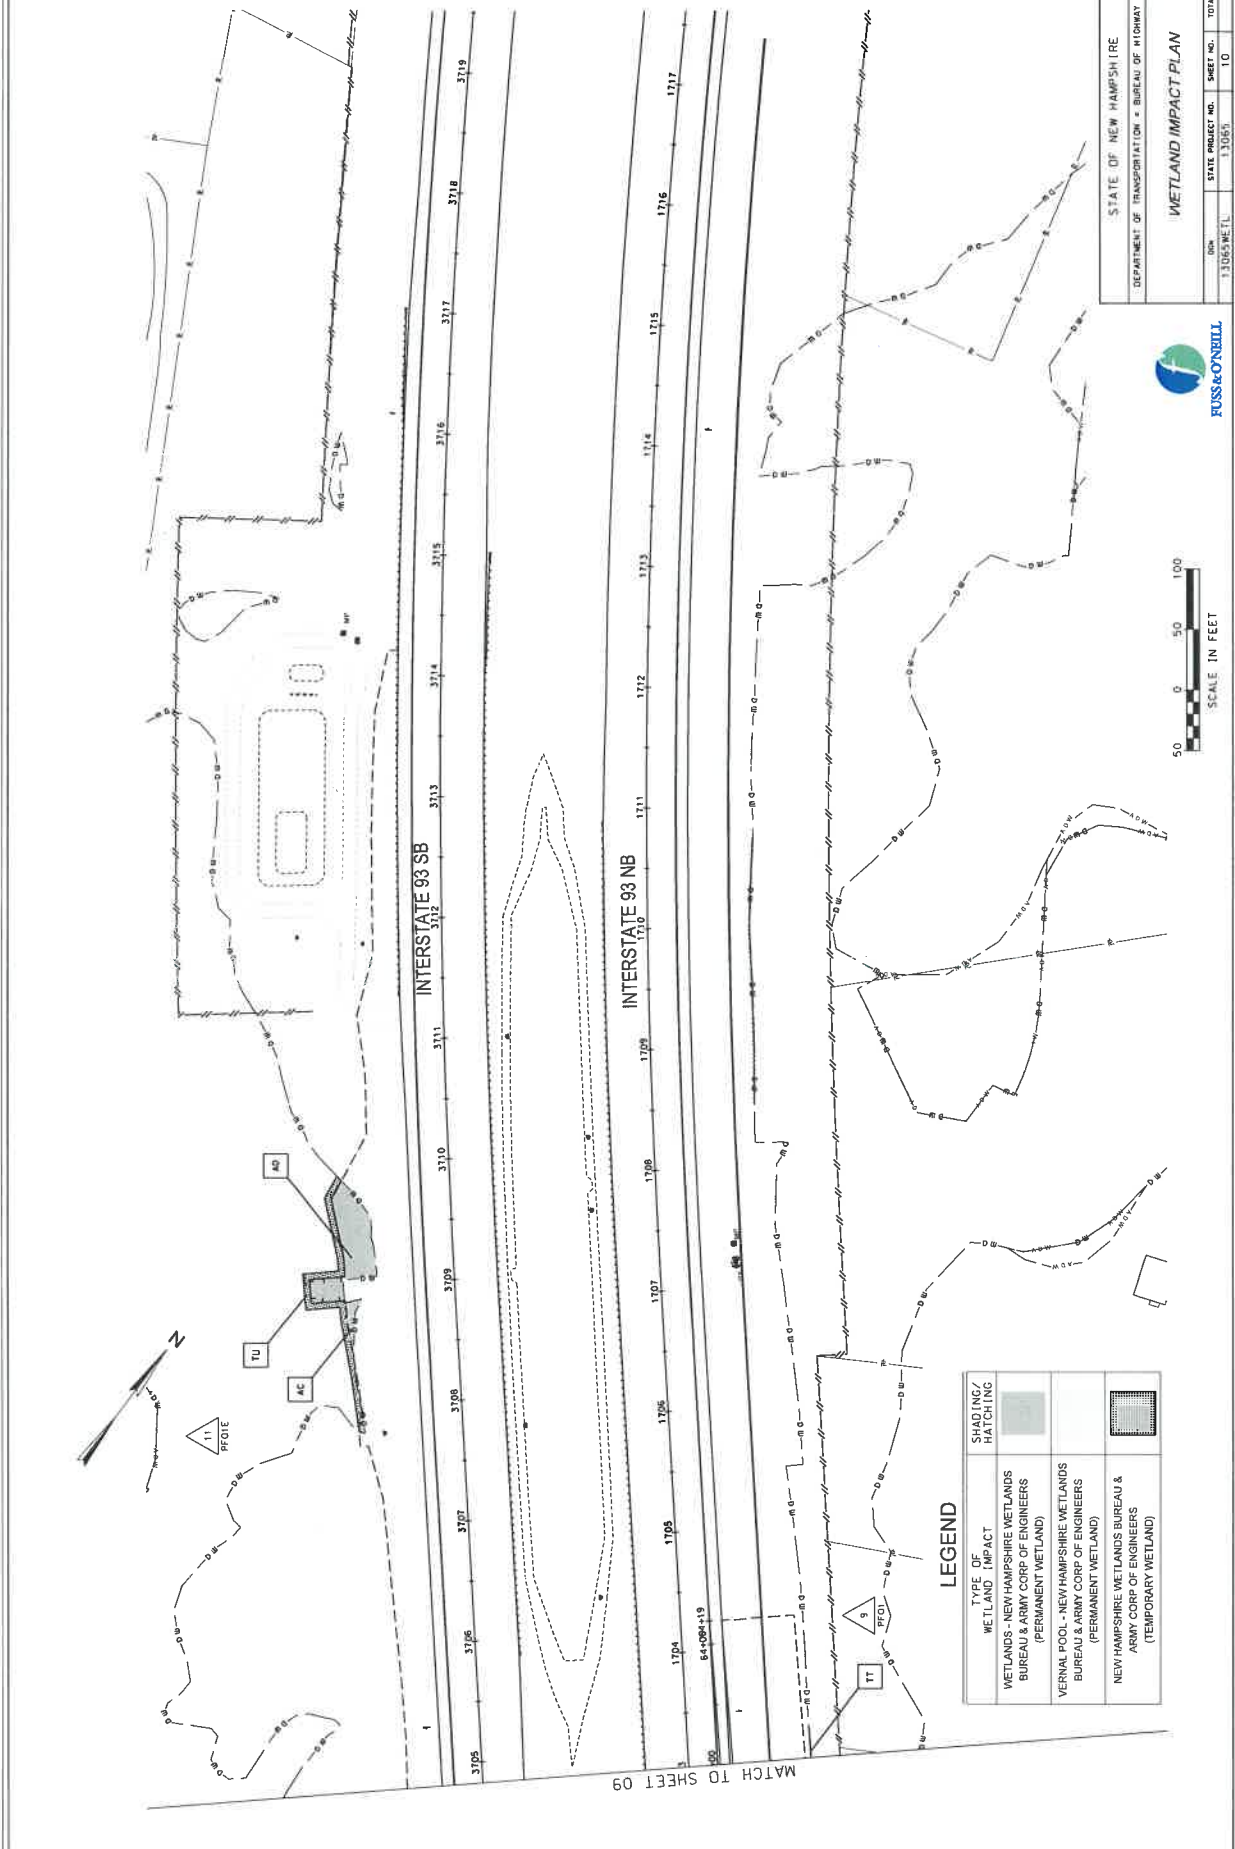 3705
3706
3707
3708
3709
3710
3711
3712
3713
3714
3715
3716
3717
3718
3719
INTERSTATE 93 SB
1704
1705
1706
1707
1708
1709
1710
1711
1712
1713
1714
1715
1716
1717
INTERSTATE 93 NB
AD
TU
AC
TT
N
11
PFO1E
9
PFO1
MATCH TO SHEET 09
LEGEND
TYPE OF
WETLAND IMPACT
SHADING/
HATCHING
WETLANDS - NEW HAMPSHIRE WETLANDS
BUREAU & ARMY CORP OF ENGINEERS
(PERMANENT WETLAND)
VERNAL POOL - NEW HAMPSHIRE WETLANDS
BUREAU & ARMY CORP OF ENGINEERS
(PERMANENT WETLAND)
NEW HAMPSHIRE WETLANDS BUREAU &
ARMY CORP OF ENGINEERS
(TEMPORARY WETLAND)
50 0 50 100
SCALE IN FEET
FUSS & O'NEILL
STATE OF NEW HAMPSHIRE
DEPARTMENT OF TRANSPORTATION * BUREAU OF HIGHWAY
WETLAND IMPACT PLAN
DGN STATE PROJECT NO. SHEET NO. TOTA
13065WETL 13065 10